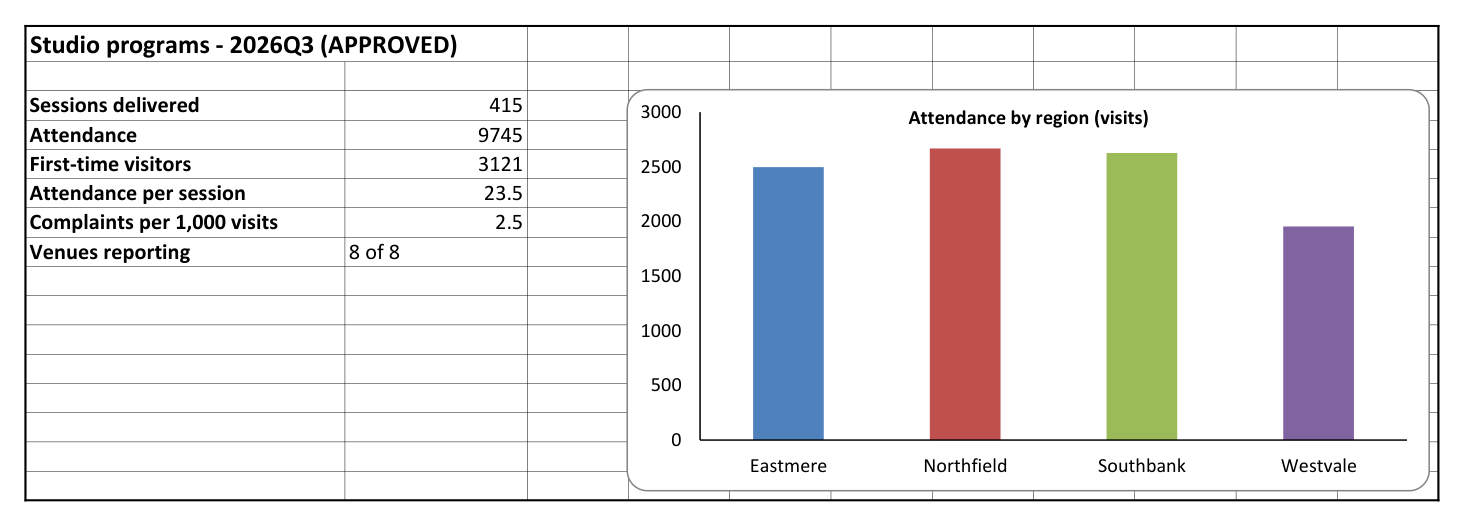 Studio programs - 2026Q3 (APPROVED)
Sessions delivered 415
Attendance 9745
First-time visitors 3121
Attendance per session 23.5
Complaints per 1,000 visits 2.5
Venues reporting 8 of 8
Attendance by region (visits)
3000
2500
2000
1500
1000
500
0
Eastmere Northfield Southbank Westvale